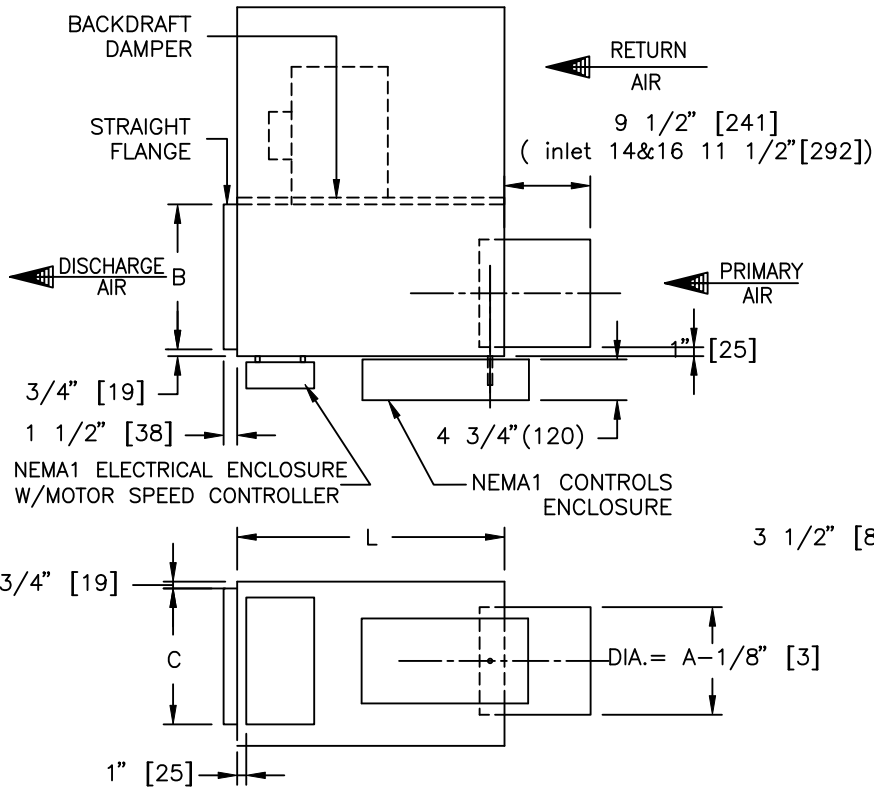 BACKDRAFT
DAMPER
RETURN
AIR
9 1/2” [241]
( inlet 14&16 11 1/2”[292])
STRAIGHT
FLANGE
DISCHARGE
AIR
B
PRIMARY
AIR
1” [25]
3/4” [19]
1 1/2” [38]
4 3/4”(120)
NEMA1 ELECTRICAL ENCLOSURE
W/MOTOR SPEED CONTROLLER
NEMA1 CONTROLS
ENCLOSURE
L
3 1/2” [8
3/4” [19]
C
DIA.= A-1/8” [3]
1” [25]